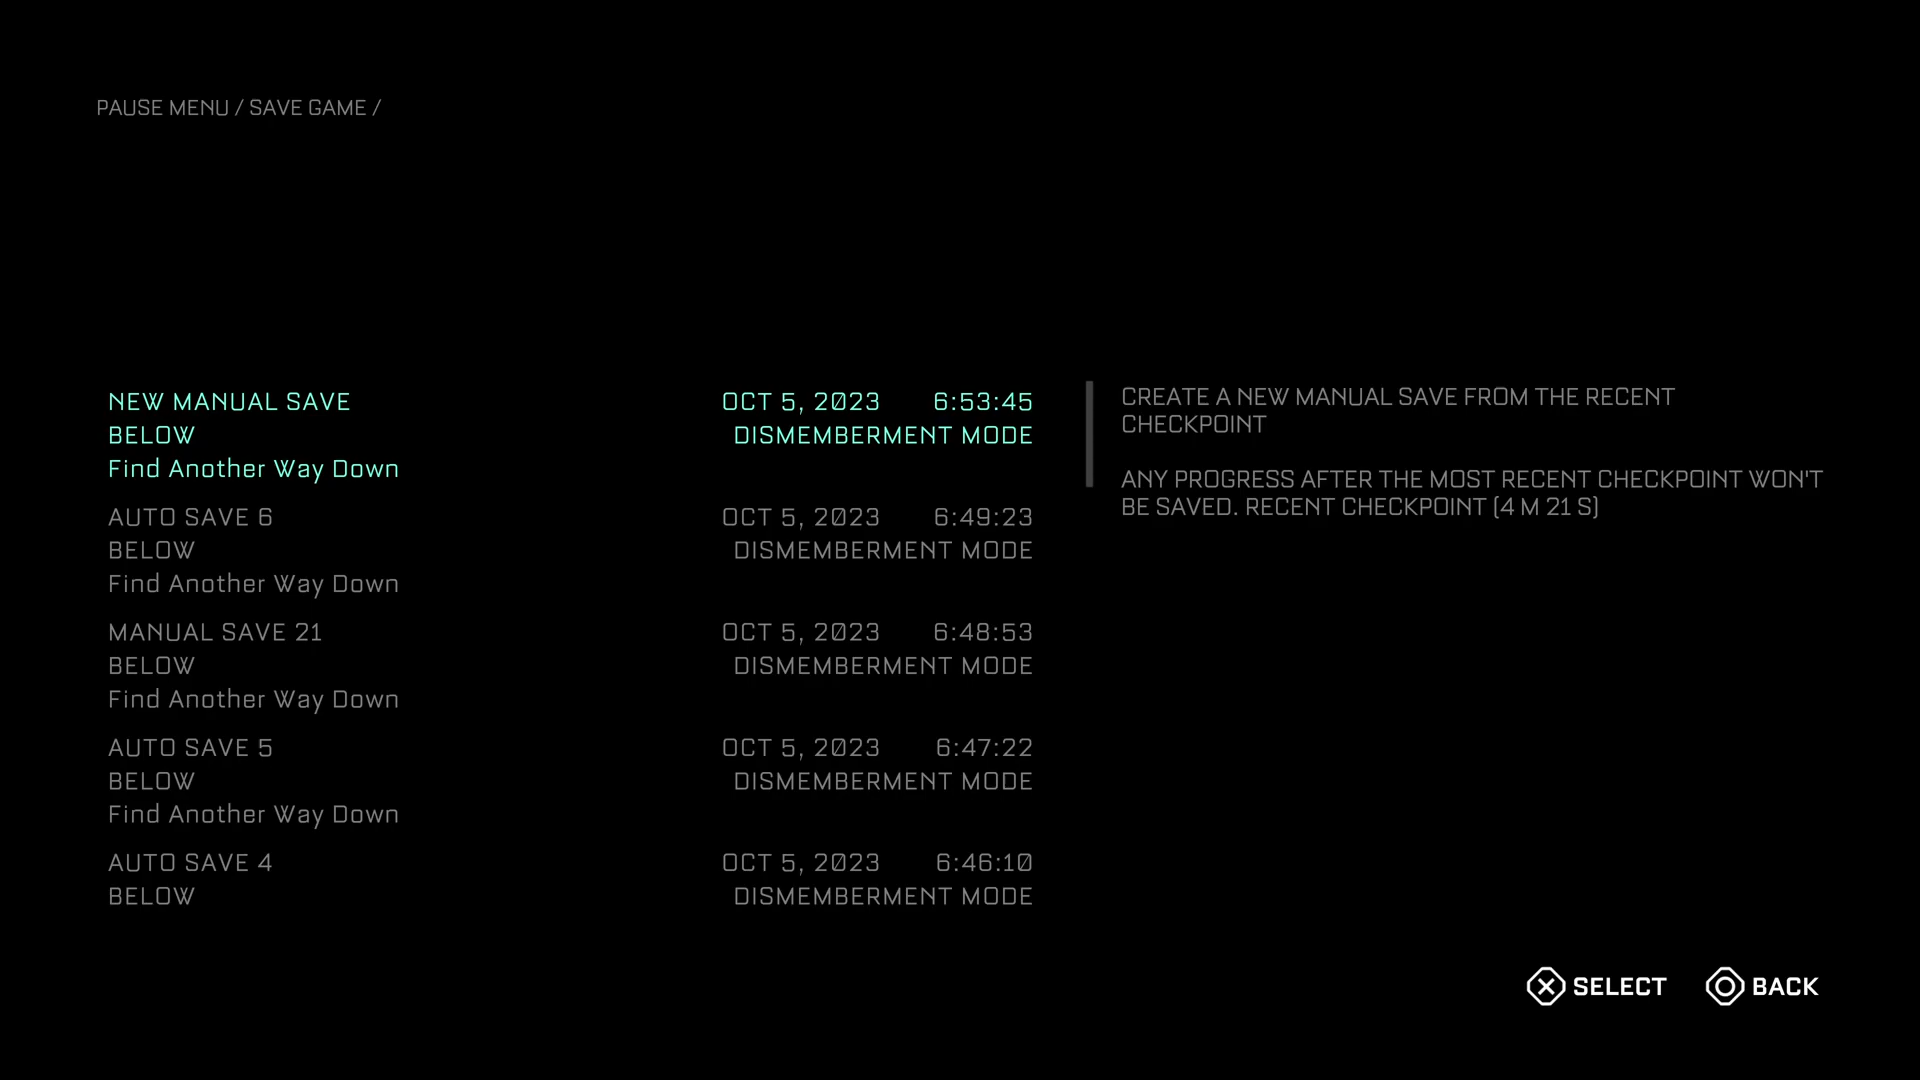 PAUSE MENU / SAVE GAME /
NEW MANUAL SAVE OCT 5, 2023 6:53:45
BELOW DISMEMBERMENT MODE
Find Another Way Down
AUTO SAVE 6 OCT 5, 2023 6:49:23
BELOW DISMEMBERMENT MODE
Find Another Way Down
MANUAL SAVE 21 OCT 5, 2023 6:48:53
BELOW DISMEMBERMENT MODE
Find Another Way Down
AUTO SAVE 5 OCT 5, 2023 6:47:22
BELOW DISMEMBERMENT MODE
Find Another Way Down
AUTO SAVE 4 OCT 5, 2023 6:46:10
BELOW DISMEMBERMENT MODE
CREATE A NEW MANUAL SAVE FROM THE RECENT
CHECKPOINT
ANY PROGRESS AFTER THE MOST RECENT CHECKPOINT WON'T
BE SAVED. RECENT CHECKPOINT (4 M 21 S)
SELECT BACK